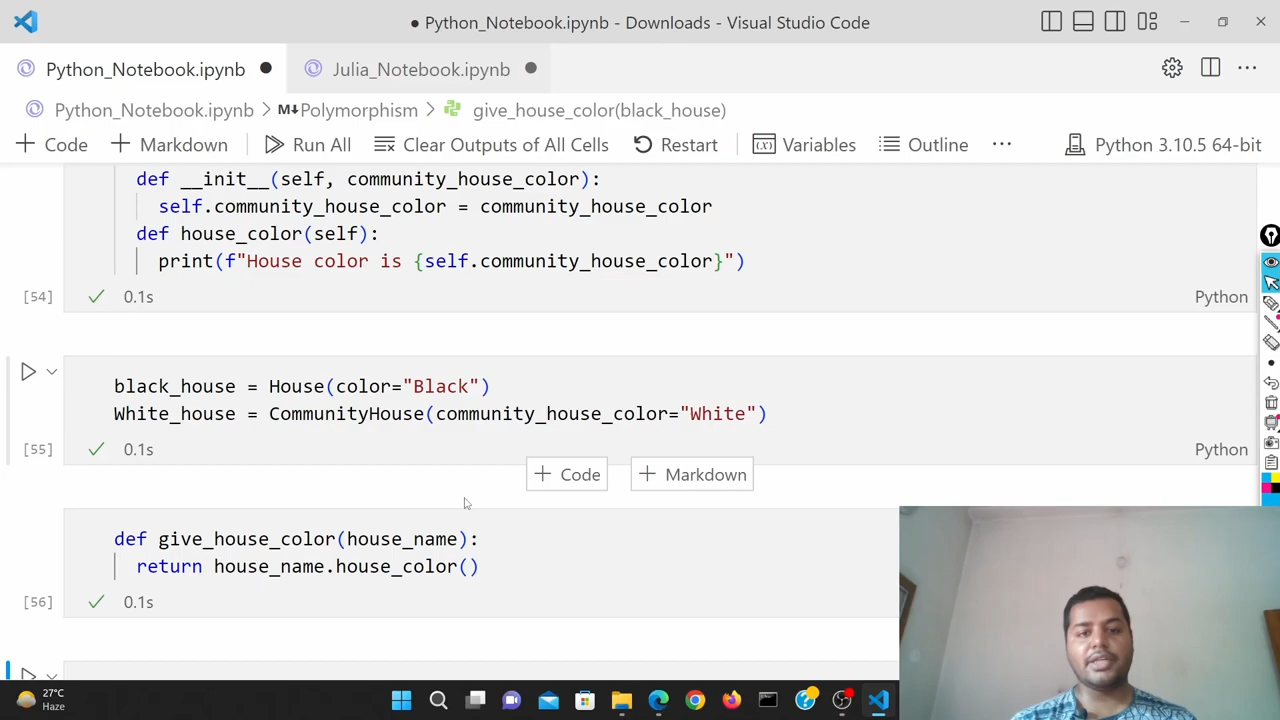 ● Python_Notebook.ipynb - Downloads - Visual Studio Code
Python_Notebook.ipynb ●
Julia_Notebook.ipynb ●
Python_Notebook.ipynb > M↓Polymorphism > give_house_color(black_house)
+ Code + Markdown Run All Clear Outputs of All Cells Restart (x) Variables Outline ··· Python 3.10.5 64-bit
def __init__(self, community_house_color):
self.community_house_color = community_house_color
def house_color(self):
print(f"House color is {self.community_house_color}")
[54] ✓ 0.1s Python
black_house = House(color="Black")
White_house = CommunityHouse(community_house_color="White")
[55] ✓ 0.1s Python
+ Code + Markdown
def give_house_color(house_name):
return house_name.house_color()
[56] ✓ 0.1s
27°C
Haze